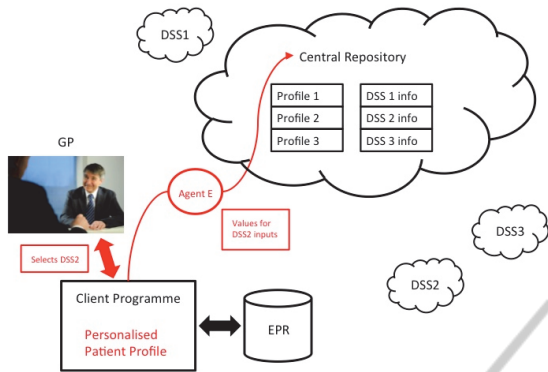 DSS1
Central Repository
Profile 1
Profile 2
Profile 3
DSS 1 info
DSS 2 info
DSS 3 info
GP
Agent E
Values for
DSS2 inputs
Selects DSS2
DSS3
DSS2
Client Programme
Personalised
Patient Profile
EPR